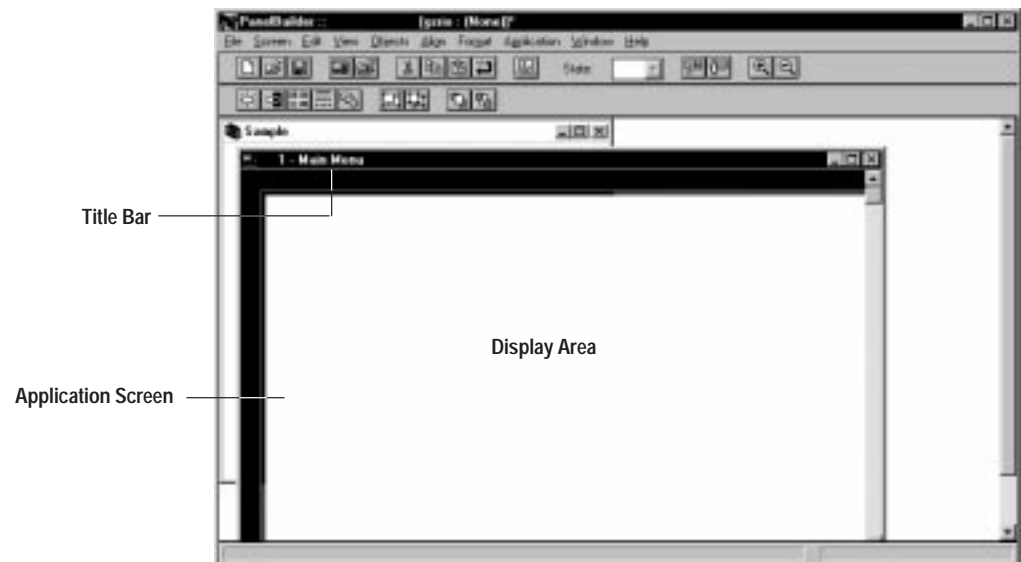 PanelBuilder :: (None)]*
File Screen Edit View Objects Align Format Application Window Help
State:
Sample
1 - Main Menu
Title Bar
Display Area
Application Screen